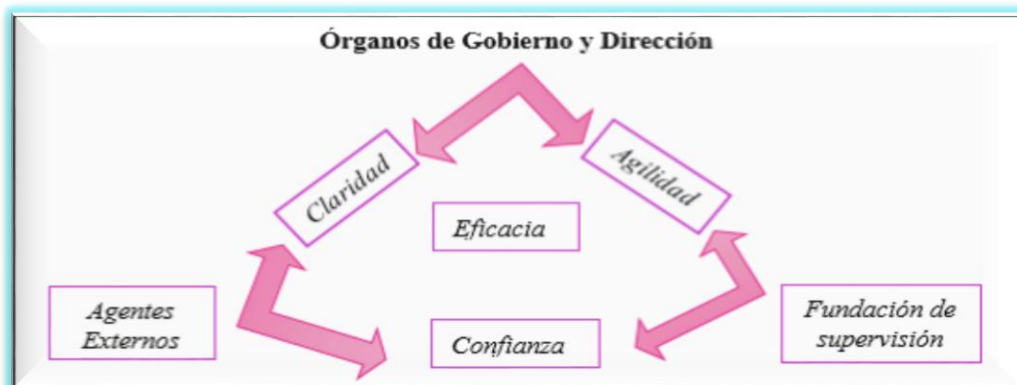 Órganos de Gobierno y Dirección
Claridad
Agilidad
Eficacia
Agentes
Externos
Confianza
Fundación de
supervisión